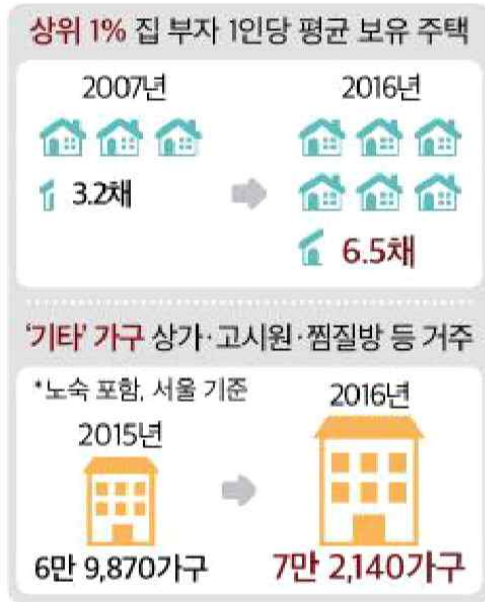 상위 1% 집 부자 1인당 평균 보유 주택
2007년
2016년
3.2채
6.5채
'기타' 가구 상가·고시원·찜질방 등 거주
*노숙 포함, 서울 기준
2015년
2016년
6만 9,870가구
7만 2,140가구